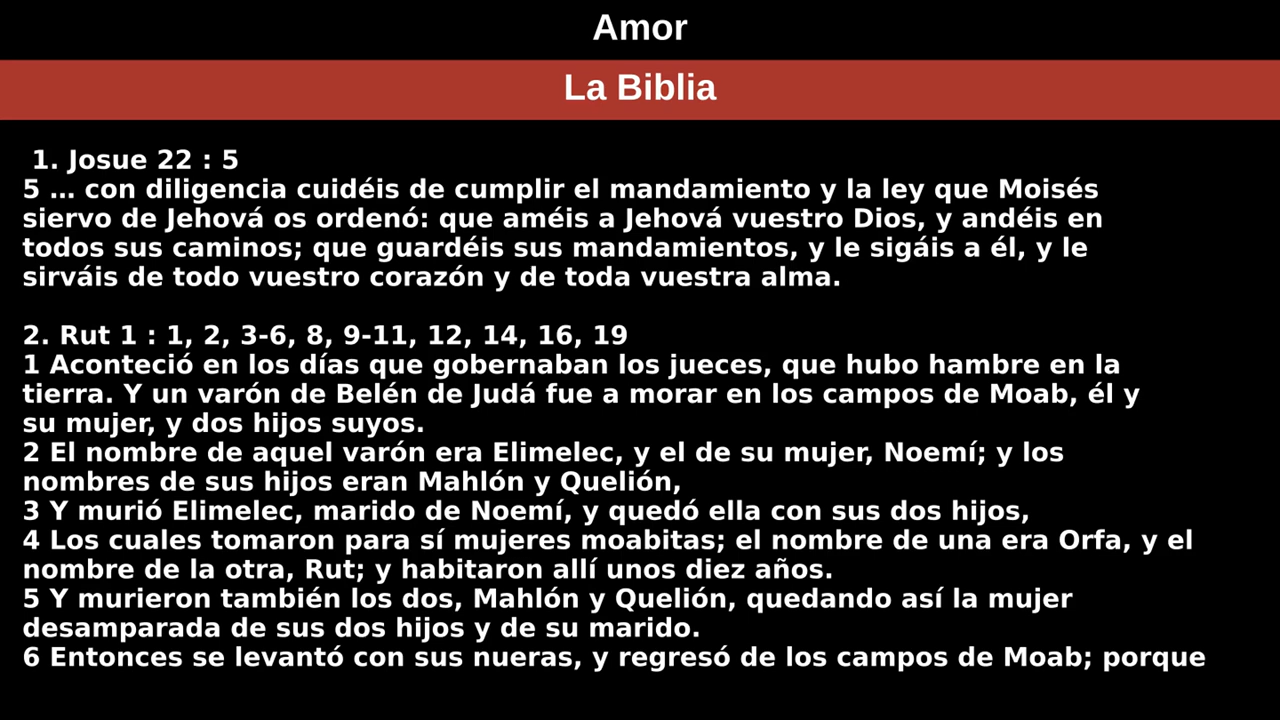 Amor
La Biblia
1. Josue 22 : 5
5 ... con diligencia cuidéis de cumplir el mandamiento y la ley que Moisés
siervo de Jehová os ordenó: que améis a Jehová vuestro Dios, y andéis en
todos sus caminos; que guardéis sus mandamientos, y le sigáis a él, y le
sirváis de todo vuestro corazón y de toda vuestra alma.
2. Rut 1 : 1, 2, 3-6, 8, 9-11, 12, 14, 16, 19
1 Aconteció en los días que gobernaban los jueces, que hubo hambre en la
tierra. Y un varón de Belén de Judá fue a morar en los campos de Moab, él y
su mujer, y dos hijos suyos.
2 El nombre de aquel varón era Elimelec, y el de su mujer, Noemí; y los
nombres de sus hijos eran Mahlón y Quelión,
3 Y murió Elimelec, marido de Noemí, y quedó ella con sus dos hijos,
4 Los cuales tomaron para sí mujeres moabitas; el nombre de una era Orfa, y el
nombre de la otra, Rut; y habitaron allí unos diez años.
5 Y murieron también los dos, Mahlón y Quelión, quedando así la mujer
desamparada de sus dos hijos y de su marido.
6 Entonces se levantó con sus nueras, y regresó de los campos de Moab; porque